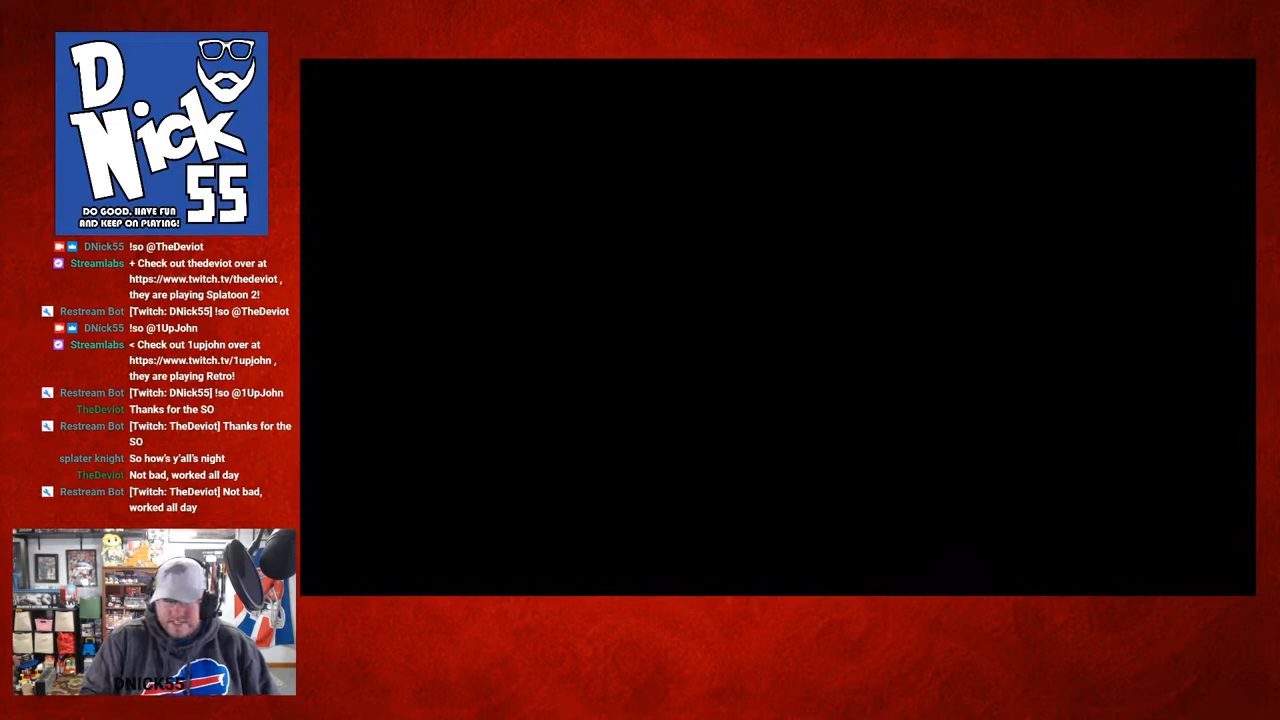 D
Nick
55
DO GOOD, HAVE FUN
AND KEEP ON PLAYING!
DNick55 !so @TheDeviot
Streamlabs + Check out thedeviot over at
https://www.twitch.tv/thedeviot ,
they are playing Splatoon 2!
Restream Bot [Twitch: DNick55] !so @TheDeviot
DNick55 !so @1UpJohn
Streamlabs < Check out 1upjohn over at
https://www.twitch.tv/1upjohn ,
they are playing Retro!
Restream Bot [Twitch: DNick55] !so @1UpJohn
TheDeviot Thanks for the SO
Restream Bot [Twitch: TheDeviot] Thanks for the
SO
splater knight So how's y'all's night
TheDeviot Not bad, worked all day
Restream Bot [Twitch: TheDeviot] Not bad,
worked all day
DNICK55